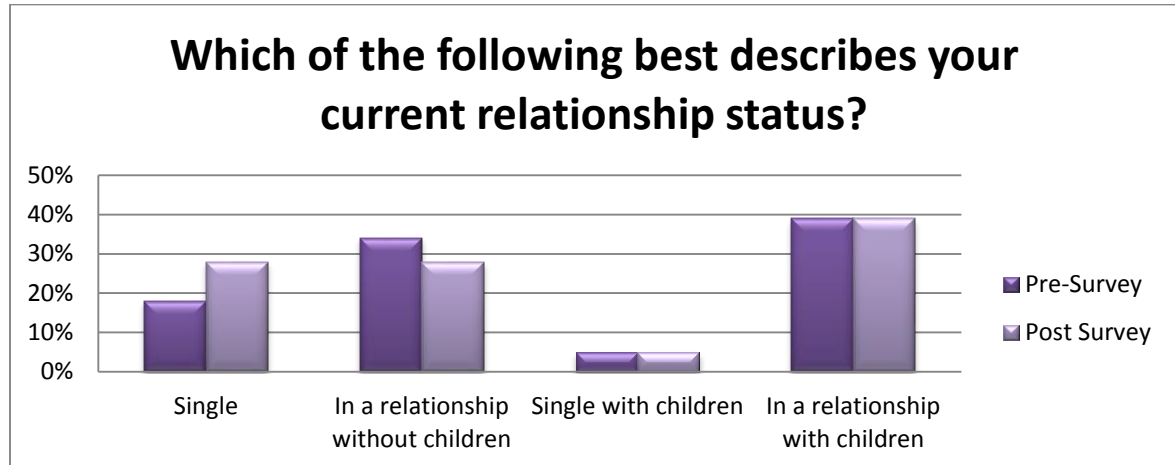 Which of the following best describes your
current relationship status?
50%
40%
30%
20%
10%
0%
Single
In a relationship
without children
Single with children
In a relationship
with children
Pre-Survey
Post Survey